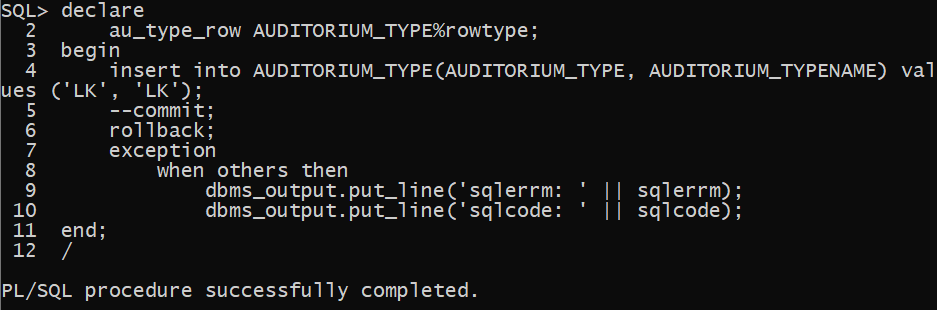 SQL> declare
  2      au_type_row AUDITORIUM_TYPE%rowtype;
  3  begin
  4      insert into AUDITORIUM_TYPE(AUDITORIUM_TYPE, AUDITORIUM_TYPENAME) val
ues ('LK', 'LK');
  5      --commit;
  6      rollback;
  7      exception
  8          when others then
  9              dbms_output.put_line('sqlerrm: ' || sqlerrm);
 10              dbms_output.put_line('sqlcode: ' || sqlcode);
 11  end;
 12  /
PL/SQL procedure successfully completed.